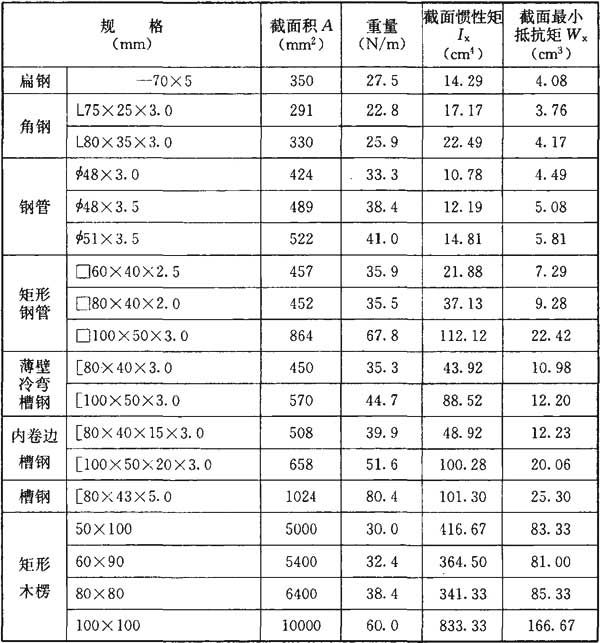 规 格 (mm) 截面积 A (mm²) 重量 (N/m) 截面惯性矩 Iₓ (cm⁴) 截面最小抵抗矩 Wₓ (cm³)
扁钢 —70×5 350 27.5 14.29 4.08
角钢 L75×25×3.0 291 22.8 17.17 3.76
L80×35×3.0 330 25.9 22.49 4.17
钢管 ϕ48×3.0 424 33.3 10.78 4.49
ϕ48×3.5 489 38.4 12.19 5.08
ϕ51×3.5 522 41.0 14.81 5.81
矩形钢管 □60×40×2.5 457 35.9 21.88 7.29
□80×40×2.0 452 35.5 37.13 9.28
□100×50×3.0 864 67.8 112.12 22.42
薄壁冷弯槽钢 [80×40×3.0 450 35.3 43.92 10.98
[100×50×3.0 570 44.7 88.52 12.20
内卷边槽钢 [80×40×15×3.0 508 39.9 48.92 12.23
[100×50×20×3.0 658 51.6 100.28 20.06
槽钢 [80×43×5.0 1024 80.4 101.30 25.30
矩形木楞 50×100 5000 30.0 416.67 83.33
60×90 5400 32.4 364.50 81.00
80×80 6400 38.4 341.33 85.33
100×100 10000 60.0 833.33 166.67